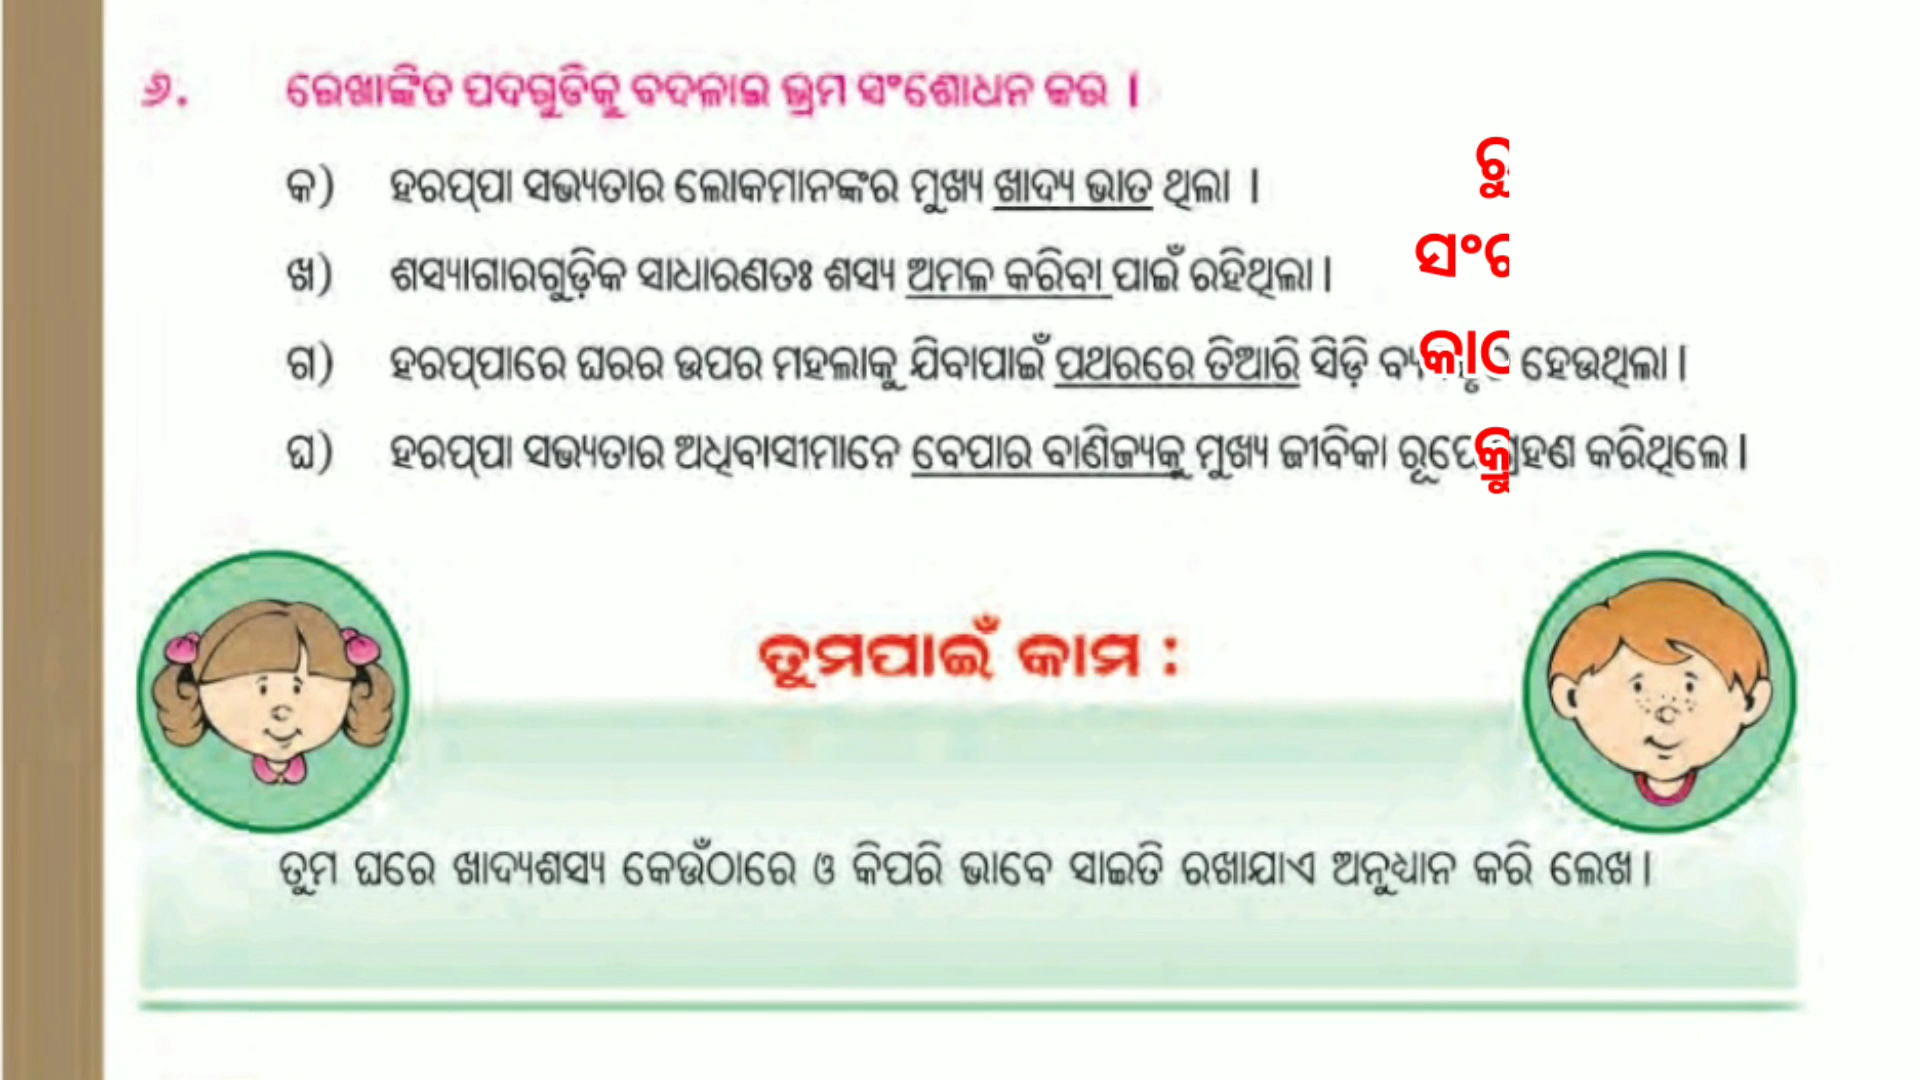 ୬. ରେଖାଙ୍କିତ ପଦଗୁଡିକୁ ବଦଳାଇ ଭ୍ରମ ସଂଶୋଧନ କର ।
କ) ହରପ୍‌ପା ସଭ୍ୟତାର ଲୋକମାନଙ୍କର ମୁଖ୍ୟ ଖାଦ୍ୟ ଭାତ ଥିଲା ।
ଖ) ଶସ୍ୟାଗାରଗୁଡ଼ିକ ସାଧାରଣତଃ ଶସ୍ୟ ଅମଳ କରିବା ପାଇଁ ରହିଥିଲା ।
ଗ) ହରପ୍‌ପାରେ ଘରର ଉପର ମହଲାକୁ ଯିବାପାଇଁ ପଥରରେ ତିଆରି ସିଡ଼ି ହେଉଥିଲା ।
ଘ) ହରପ୍‌ପା ସଭ୍ୟତାର ଅଧିବାସୀମାନେ ବେପାର ବାଣିଜ୍ୟକୁ ମୁଖ୍ୟ ଜୀବିକା କରିଥିଲେ ।
ତୁମପାଇଁ କାମ :
ତୁମ ଘରେ ଖାଦ୍ୟଶସ୍ୟ କେଉଁଠାରେ ଓ କିପରି ଭାବେ ସାଇତି ରଖାଯାଏ ଅନୁଧ୍ୟାନ କରି ଲେଖ ।